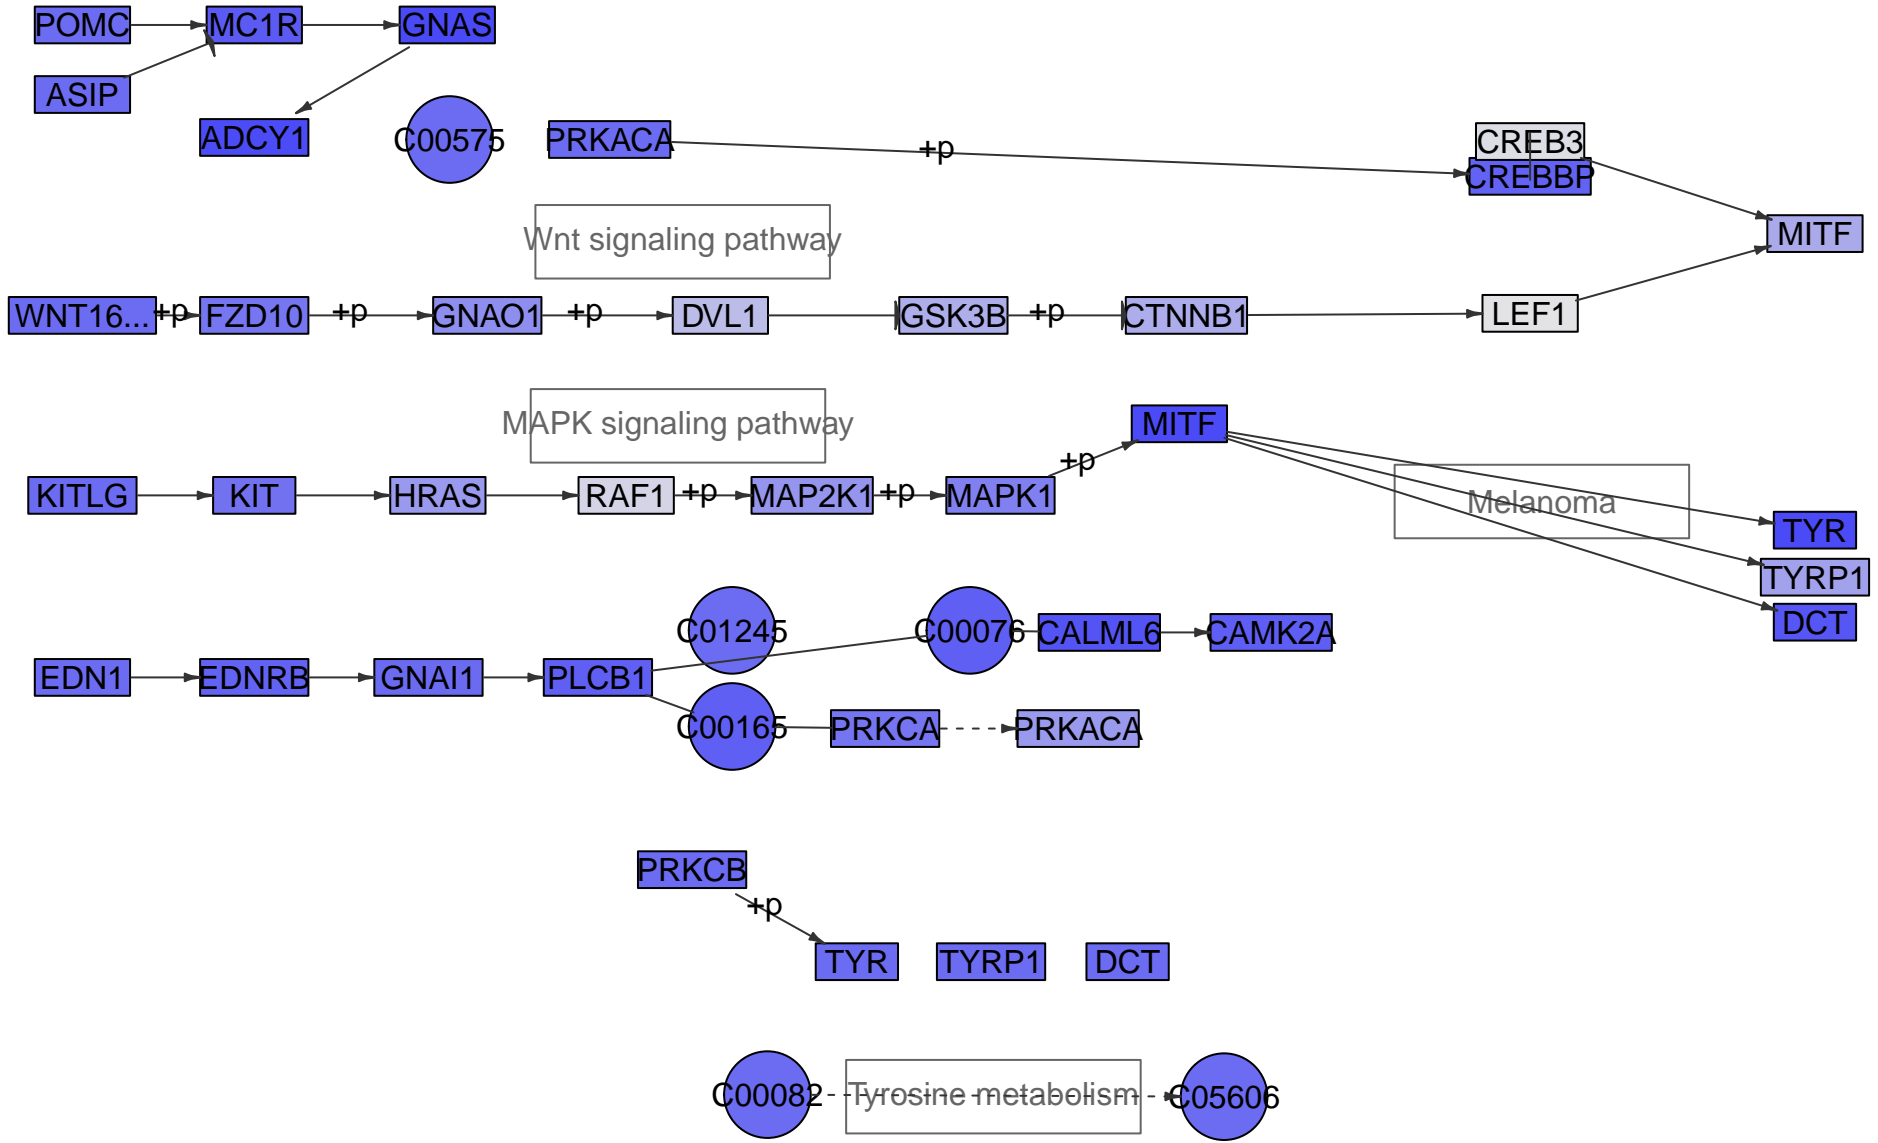 POMC MC1R GNAS
ASIP
ADCY1 C00575 PRKACA +p CREB3
CREBBP
Wnt signaling pathway MITF
WNT16... +p FZD10 +p GNAO1 +p DVL1 GSK3B +p CTNNB1 LEF1
MAPK signaling pathway MITF
+p
KITLG KIT HRAS RAF1 +p MAP2K1 +p MAPK1 Melanoma
TYR
TYRP1
C01245 C00076 CALML6 CAMK2A DCT
EDN1 EDNRB GNAI1 PLCB1
C00165 PRKCA PRKACA
PRKCB
+p
TYR TYRP1 DCT
C00082 Tyrosine metabolism C05606